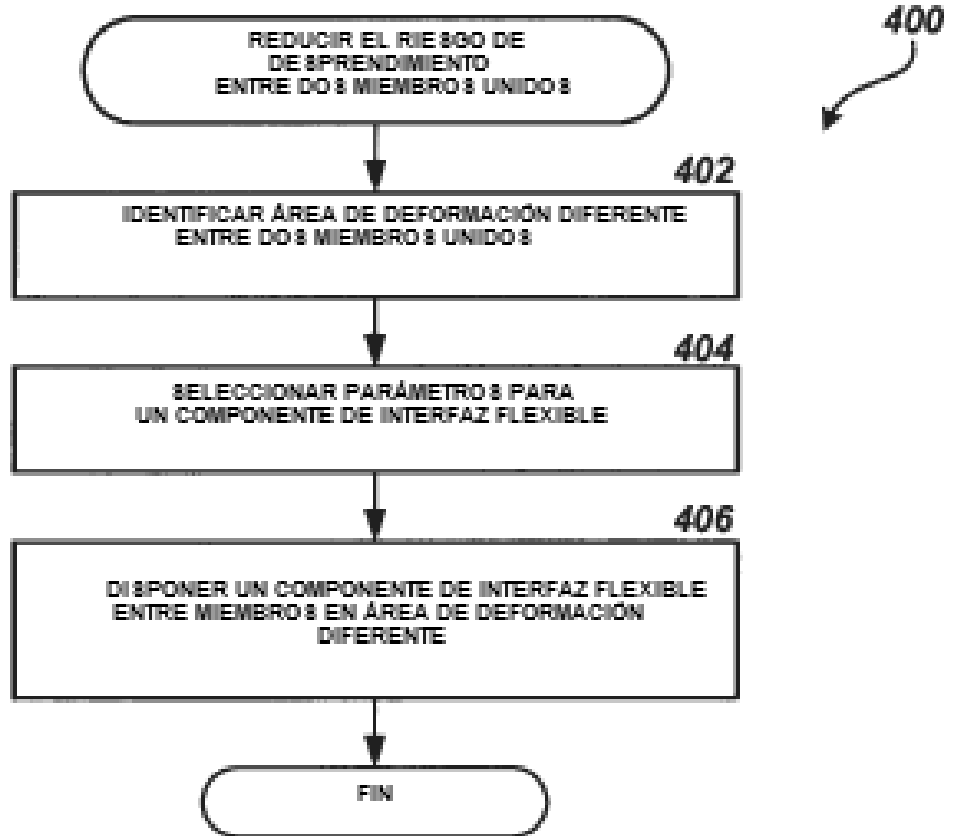 400
REDUCIR EL RIESGO DE
DESPRENDIMIENTO
ENTRE DOS MIEMBROS UNIDOS
402
IDENTIFICAR ÁREA DE DEFORMACIÓN DIFERENTE
ENTRE DOS MIEMBROS UNIDOS
404
SELECCIONAR PARÁMETROS PARA
UN COMPONENTE DE INTERFAZ FLEXIBLE
406
DISPONER UN COMPONENTE DE INTERFAZ FLEXIBLE
ENTRE MIEMBROS EN ÁREA DE DEFORMACIÓN
DIFERENTE
FIN